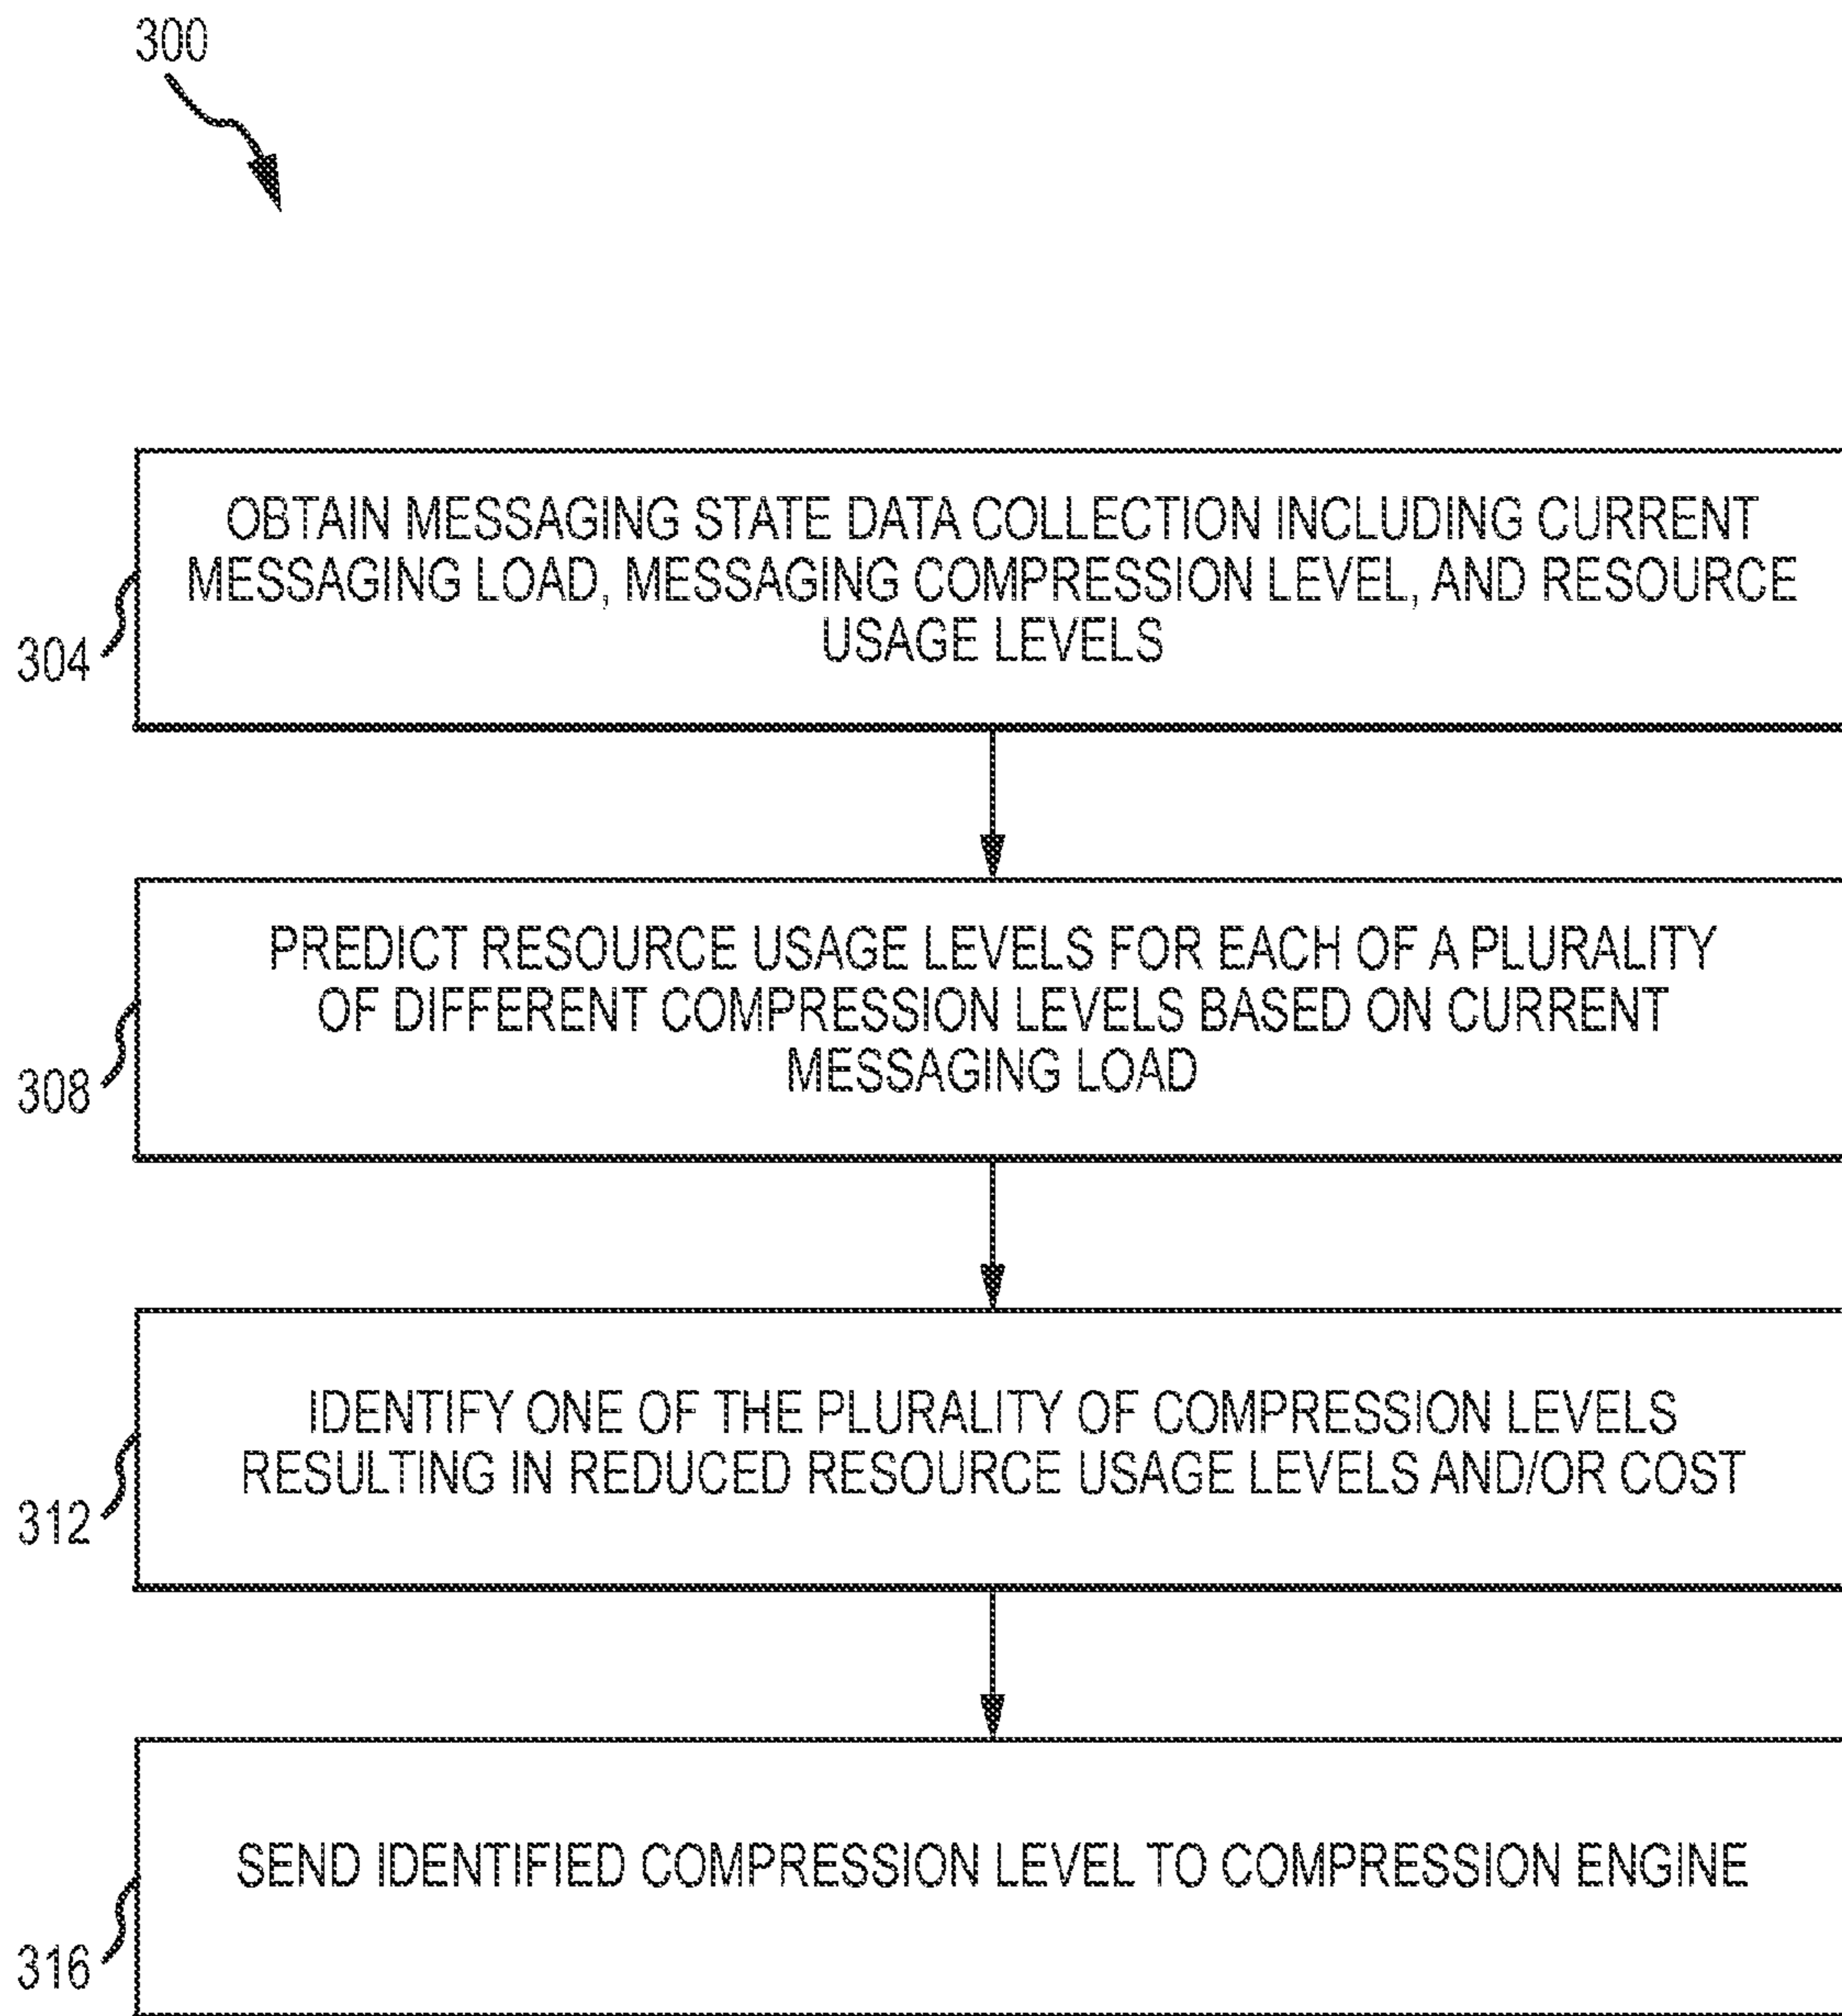 300
OBTAIN MESSAGING STATE DATA COLLECTION INCLUDING CURRENT
MESSAGING LOAD, MESSAGING COMPRESSION LEVEL, AND RESOURCE
USAGE LEVELS
304
PREDICT RESOURCE USAGE LEVELS FOR EACH OF A PLURALITY
OF DIFFERENT COMPRESSION LEVELS BASED ON CURRENT
MESSAGING LOAD
308
IDENTIFY ONE OF THE PLURALITY OF COMPRESSION LEVELS
RESULTING IN REDUCED RESOURCE USAGE LEVELS AND/OR COST
312
SEND IDENTIFIED COMPRESSION LEVEL TO COMPRESSION ENGINE
316